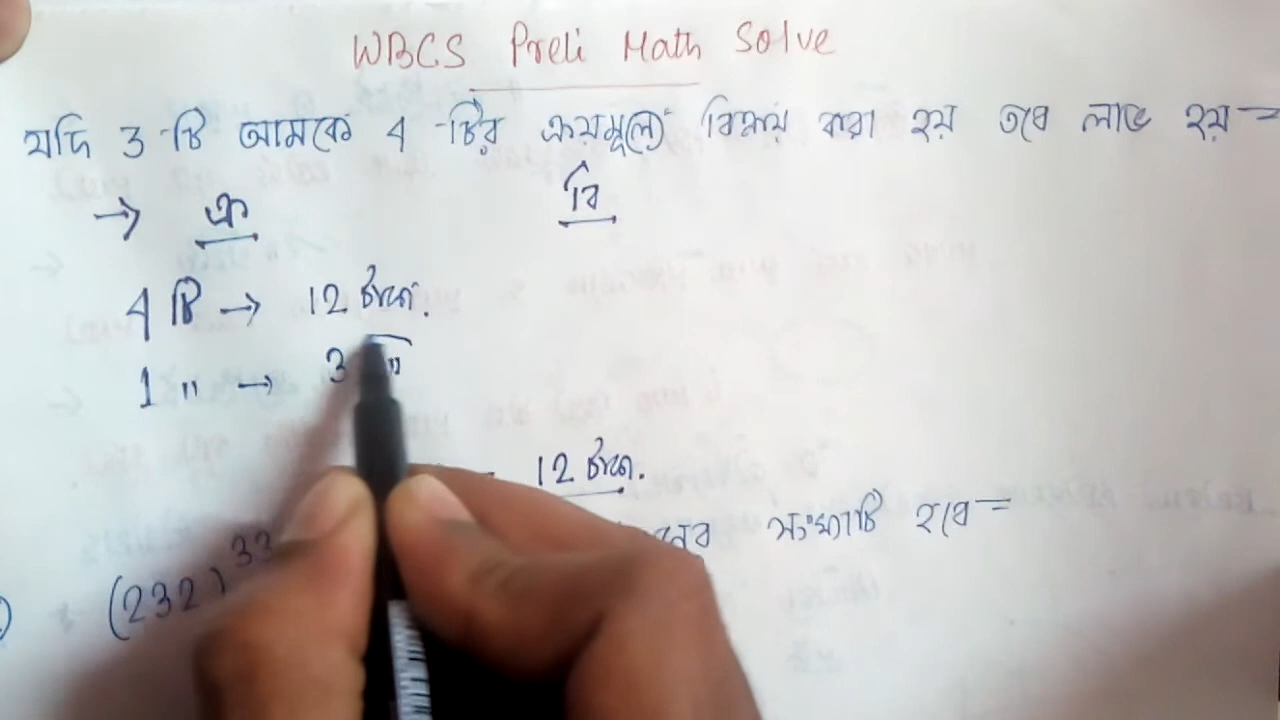 WBCS Preli Math Solve
যদি 3 টি আমকে 4 টির ক্রয়মূল্যে বিক্রয় করা হয় তবে লাভ হয় =
→ ক্র বি
4 টি → 12 টাকা.
1 " → 3 "
12 টাকা.
(232)³³ সংখ্যাটি হবে =